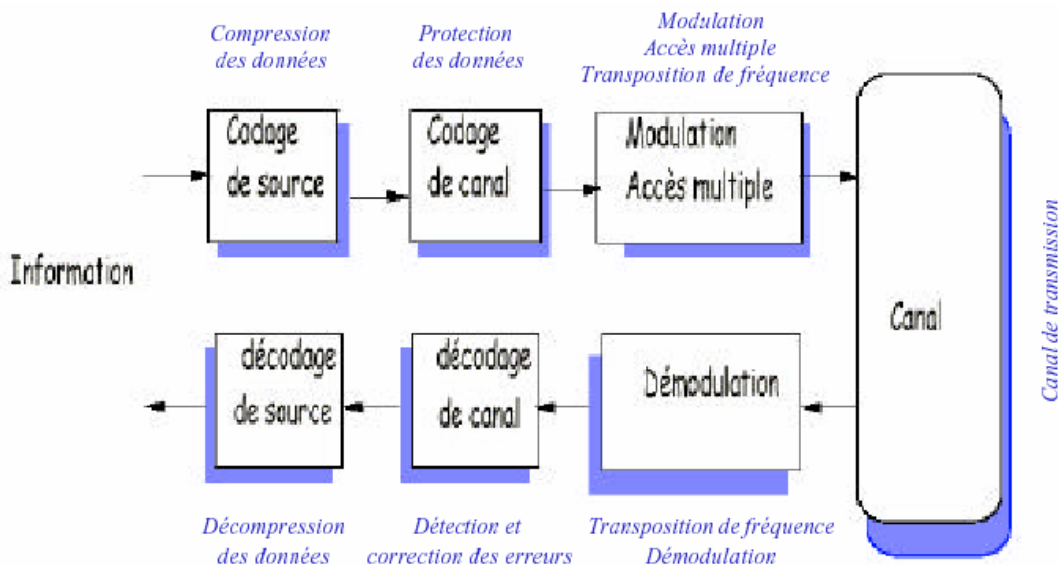 Compression
des données
Protection
des données
Modulation
Accès multiple
Transposition de fréquence
Codage
de source
Codage
de canal
Modulation
Accès multiple
Information
Canal
Canal de transmission
décodage
de source
décodage
de canal
Démodulation
Décompression
des données
Détection et
correction des erreurs
Transposition de fréquence
Démodulation